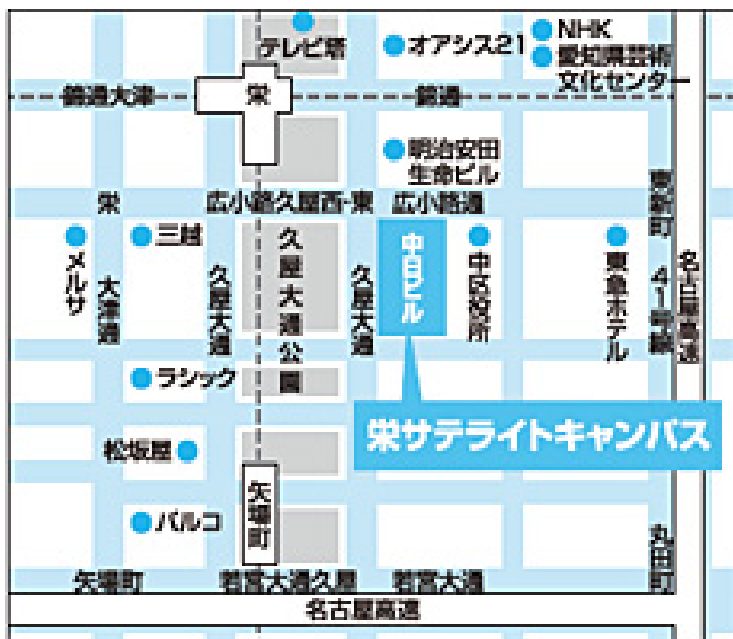 NHK
テレビ塔
オアシス21
愛知県芸術
文化センター
錦通大津
栄
錦通
明治安田
生命ビル
栄
広小路久屋西・東
広小路通
東新町
メルサ
三越
大津通
久屋大通
久屋大通公園
久屋大通
中日ビル
中区役所
東急ホテル
41号線
名古屋高速
ラシック
栄サテライトキャンパス
松坂屋
矢場町
パルコ
丸田町
矢場町
若宮大通久屋
若宮大通
名古屋高速